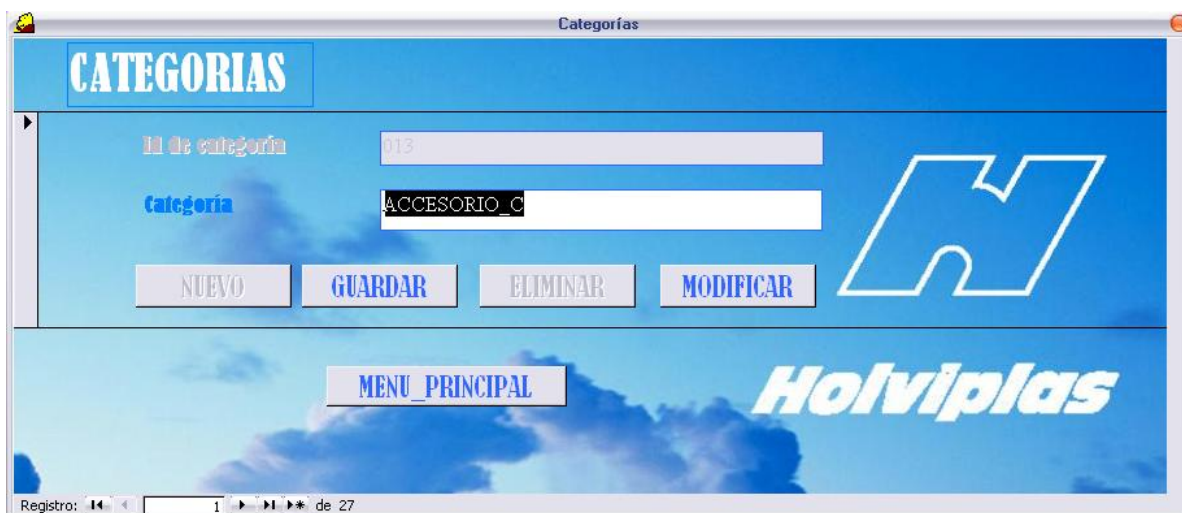 Categorías
CATEGORIAS
Id de categoría
013
Categoría
ACCESORIO_C
NUEVO
GUARDAR
ELIMINAR
MODIFICAR
MENU_PRINCIPAL
Holviplas
Registro: 1 de 27